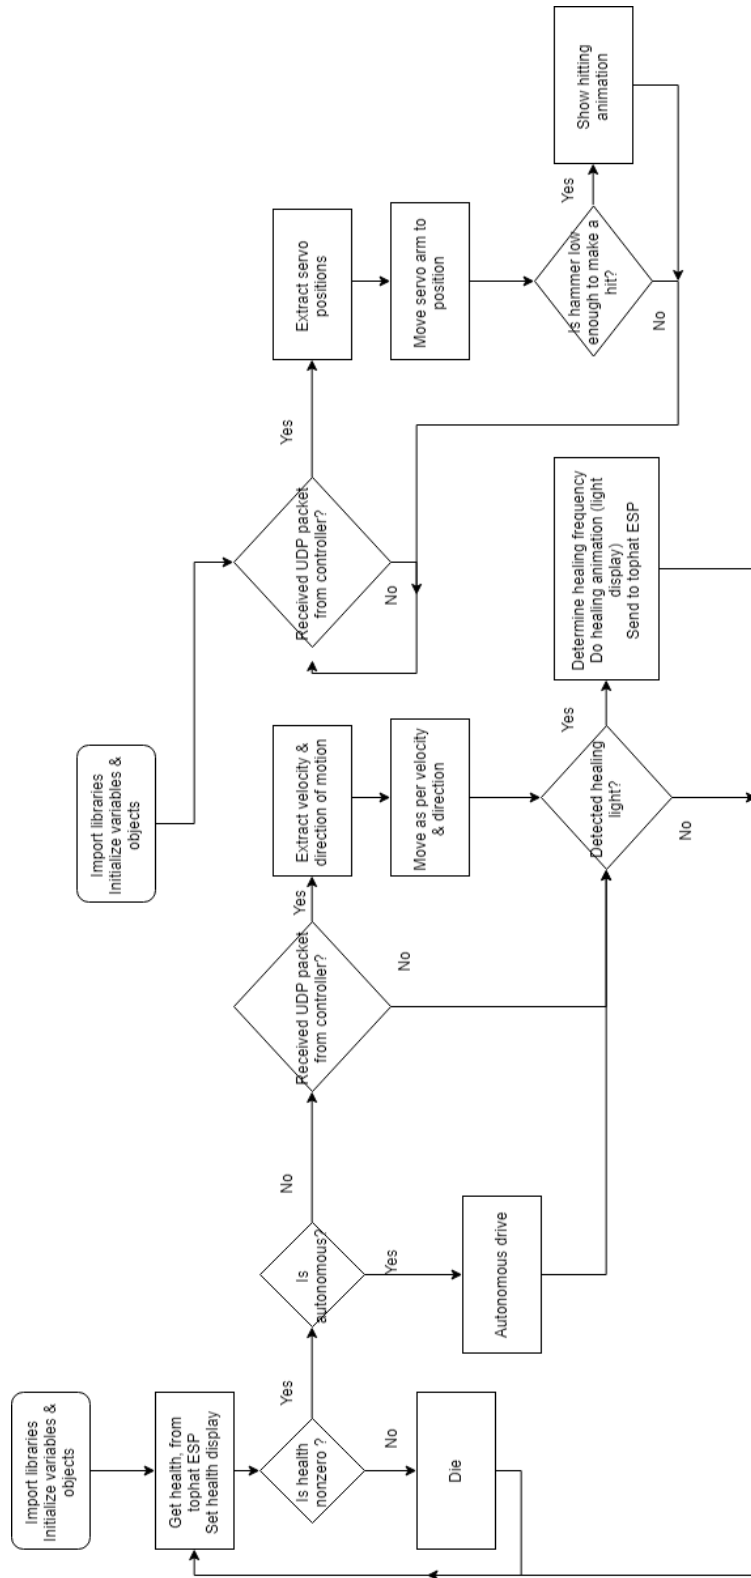 Import libraries
Initialize variables &
objects
Get health, from
tophat ESP
Set health display
Is health
nonzero ?
Yes
No
Die
Is
autonomous?
No
Yes
Autonomous drive
Received UDP packet
from controller?
Yes
No
Extract velocity &
direction of motion
Move as per velocity
& direction
Detected healing
light?
Yes
No
Determine healing frequency
Do healing animation (light
display)
Send to tophat ESP
Import libraries
Initialize variables &
objects
Received UDP packet
from controller?
Yes
No
Extract servo
positions
Move servo arm to
position
Is hammer low
enough to make a
hit?
Yes
No
Show hitting
animation